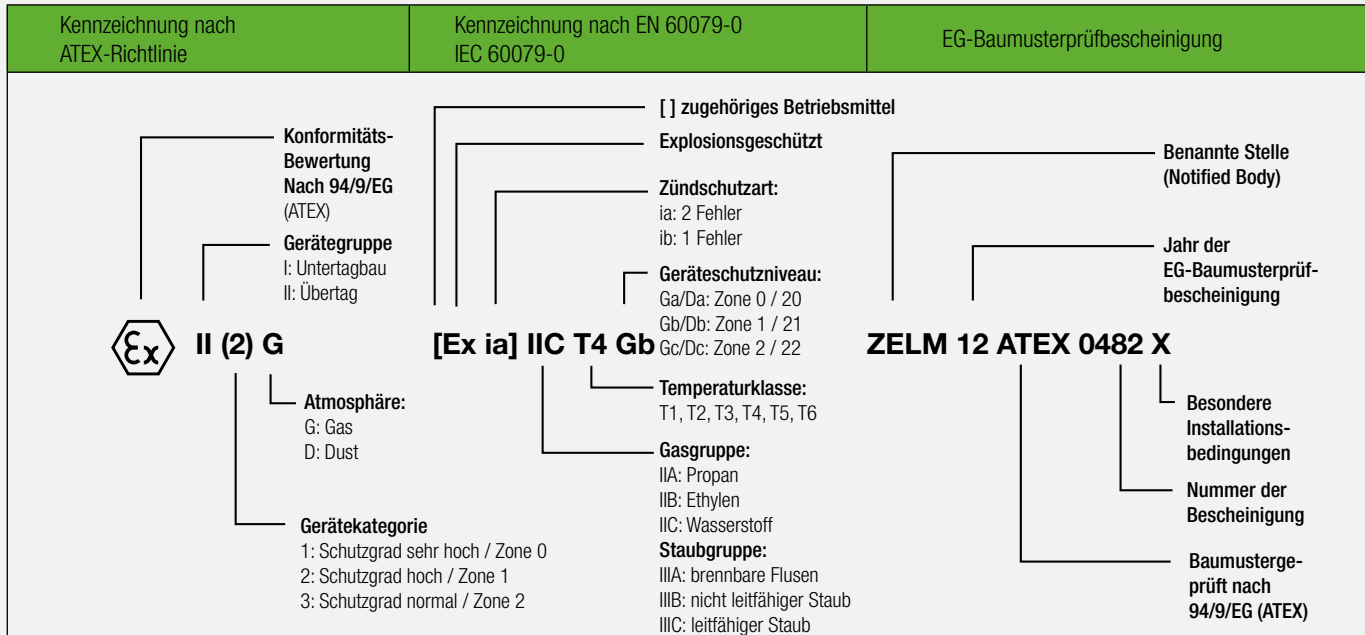 Kennzeichnung nach
ATEX-Richtlinie
Kennzeichnung nach EN 60079-0
IEC 60079-0
EG-Baumusterprüfbescheinigung
Konformitäts-
Bewertung
Nach 94/9/EG
(ATEX)
Gerätegruppe
I: Untertagbau
II: Übertag
[ ] zugehöriges Betriebsmittel
Explosionsgeschützt
Zündschutzart:
ia: 2 Fehler
ib: 1 Fehler
Geräteschutzniveau:
Ga/Da: Zone 0 / 20
Gb/Db: Zone 1 / 21
Gc/Dc: Zone 2 / 22
Benannte Stelle
(Notified Body)
Jahr der
EG-Baumusterprüf-
bescheinigung
Ex II (2) G
[Ex ia] IIC T4 Gb
ZELM 12 ATEX 0482 X
Atmosphäre:
G: Gas
D: Dust
Gerätekategorie
1: Schutzgrad sehr hoch / Zone 0
2: Schutzgrad hoch / Zone 1
3: Schutzgrad normal / Zone 2
Temperaturklasse:
T1, T2, T3, T4, T5, T6
Gasgruppe:
IIA: Propan
IIB: Ethylen
IIC: Wasserstoff
Staubgruppe:
IIIA: brennbare Flusen
IIIB: nicht leitfähiger Staub
IIIC: leitfähiger Staub
Besondere
Installations-
bedingungen
Nummer der
Bescheinigung
Baumusterge-
prüft nach
94/9/EG (ATEX)